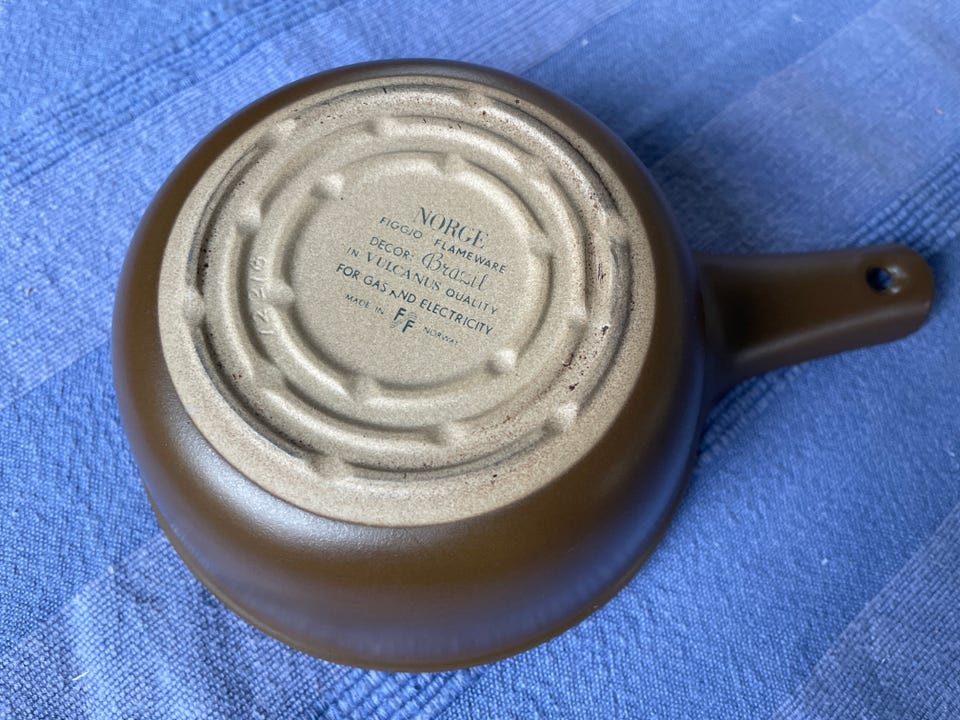 NORGE
FIGGJO FLAMEWARE
DECOR: Brazil
IN VULCANUS QUALITY
FOR GAS AND ELECTRICITY
MADE IN FF NORWAY